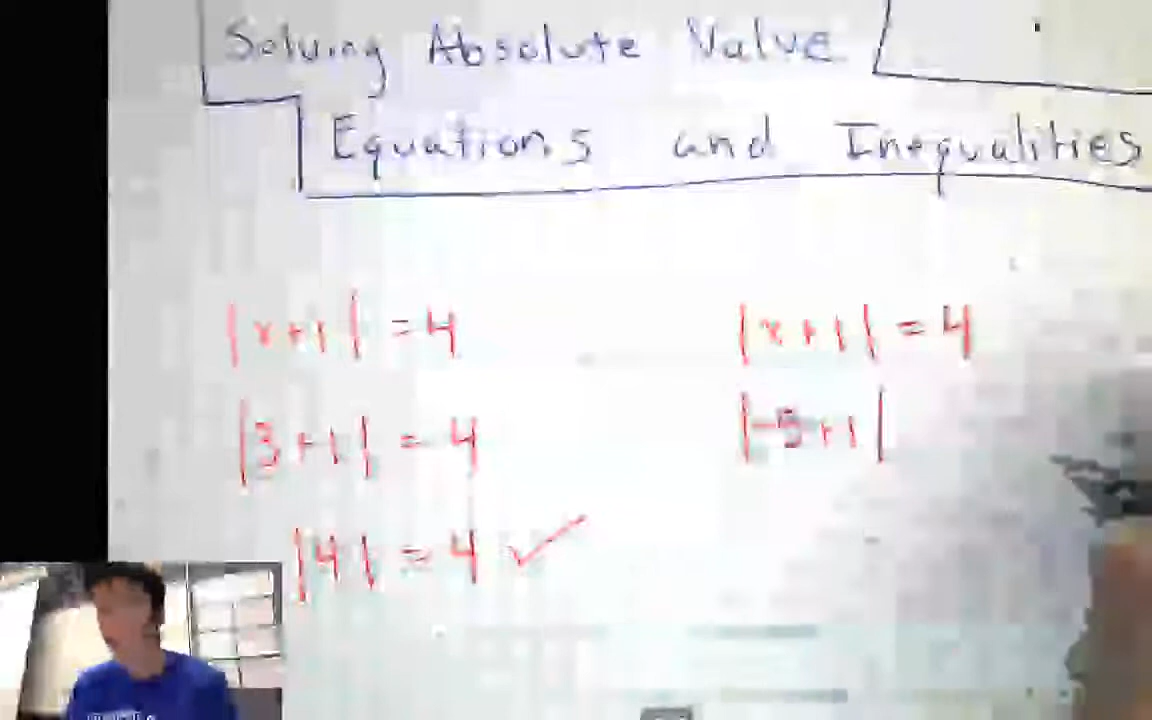 Solving Absolute Value
Equations and Inequalities
|x+1| = 4
|3+1| = 4
|4| = 4 ✓
|x+1| = 4
|-5+1|